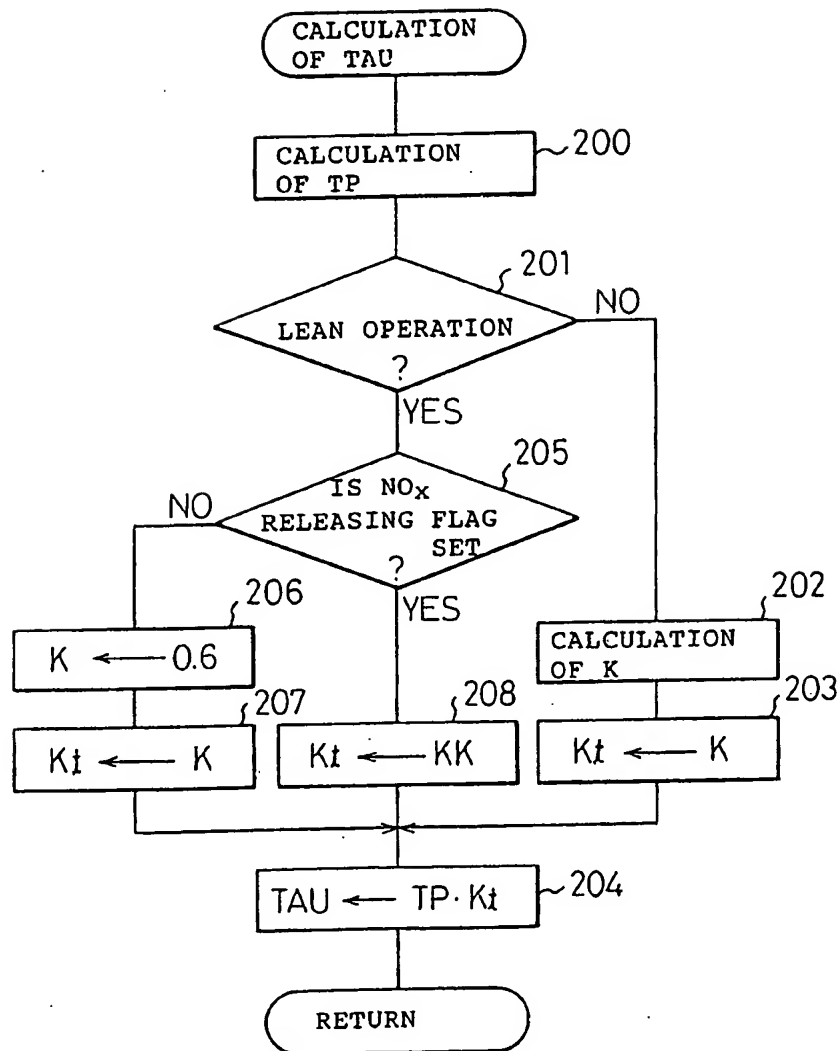 CALCULATION
OF TAU
CALCULATION
OF TP
200
LEAN OPERATION
?
201
NO
YES
IS NOx
RELEASING FLAG
SET
?
205
NO
YES
206
K ← 0.6
207
Kt ← K
208
Kt ← KK
202
CALCULATION
OF K
203
Kt ← K
TAU ← TP·Kt
204
RETURN